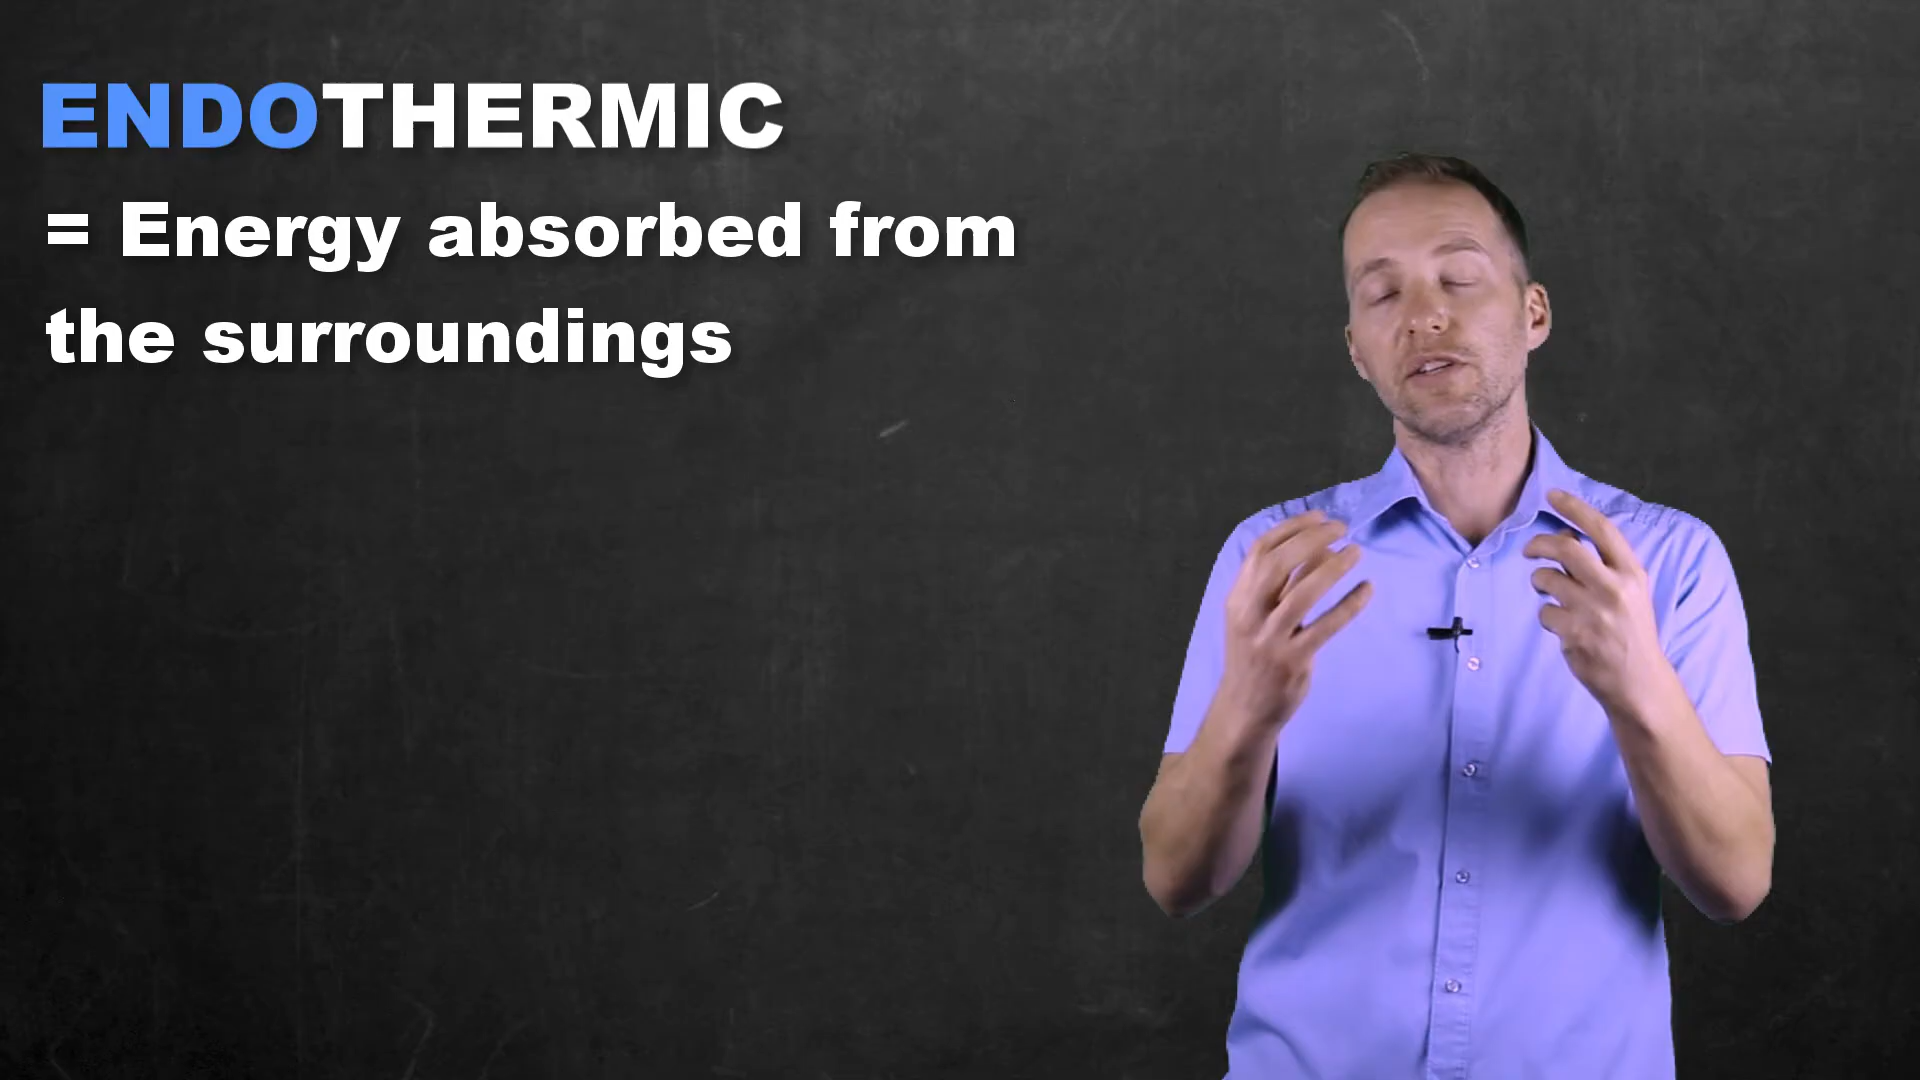 ENDOTHERMIC
= Energy absorbed from
the surroundings